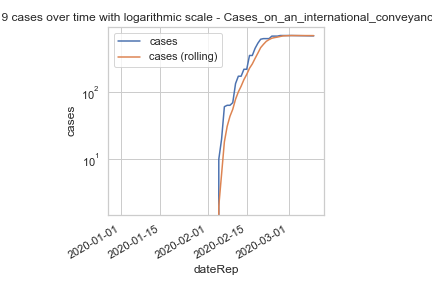 9 cases over time with logarithmic scale - Cases_on_an_international_conveyanc
cases
cases (rolling)
10²
10¹
cases
2020-01-01
2020-01-15
2020-02-01
2020-02-15
2020-03-01
dateRep